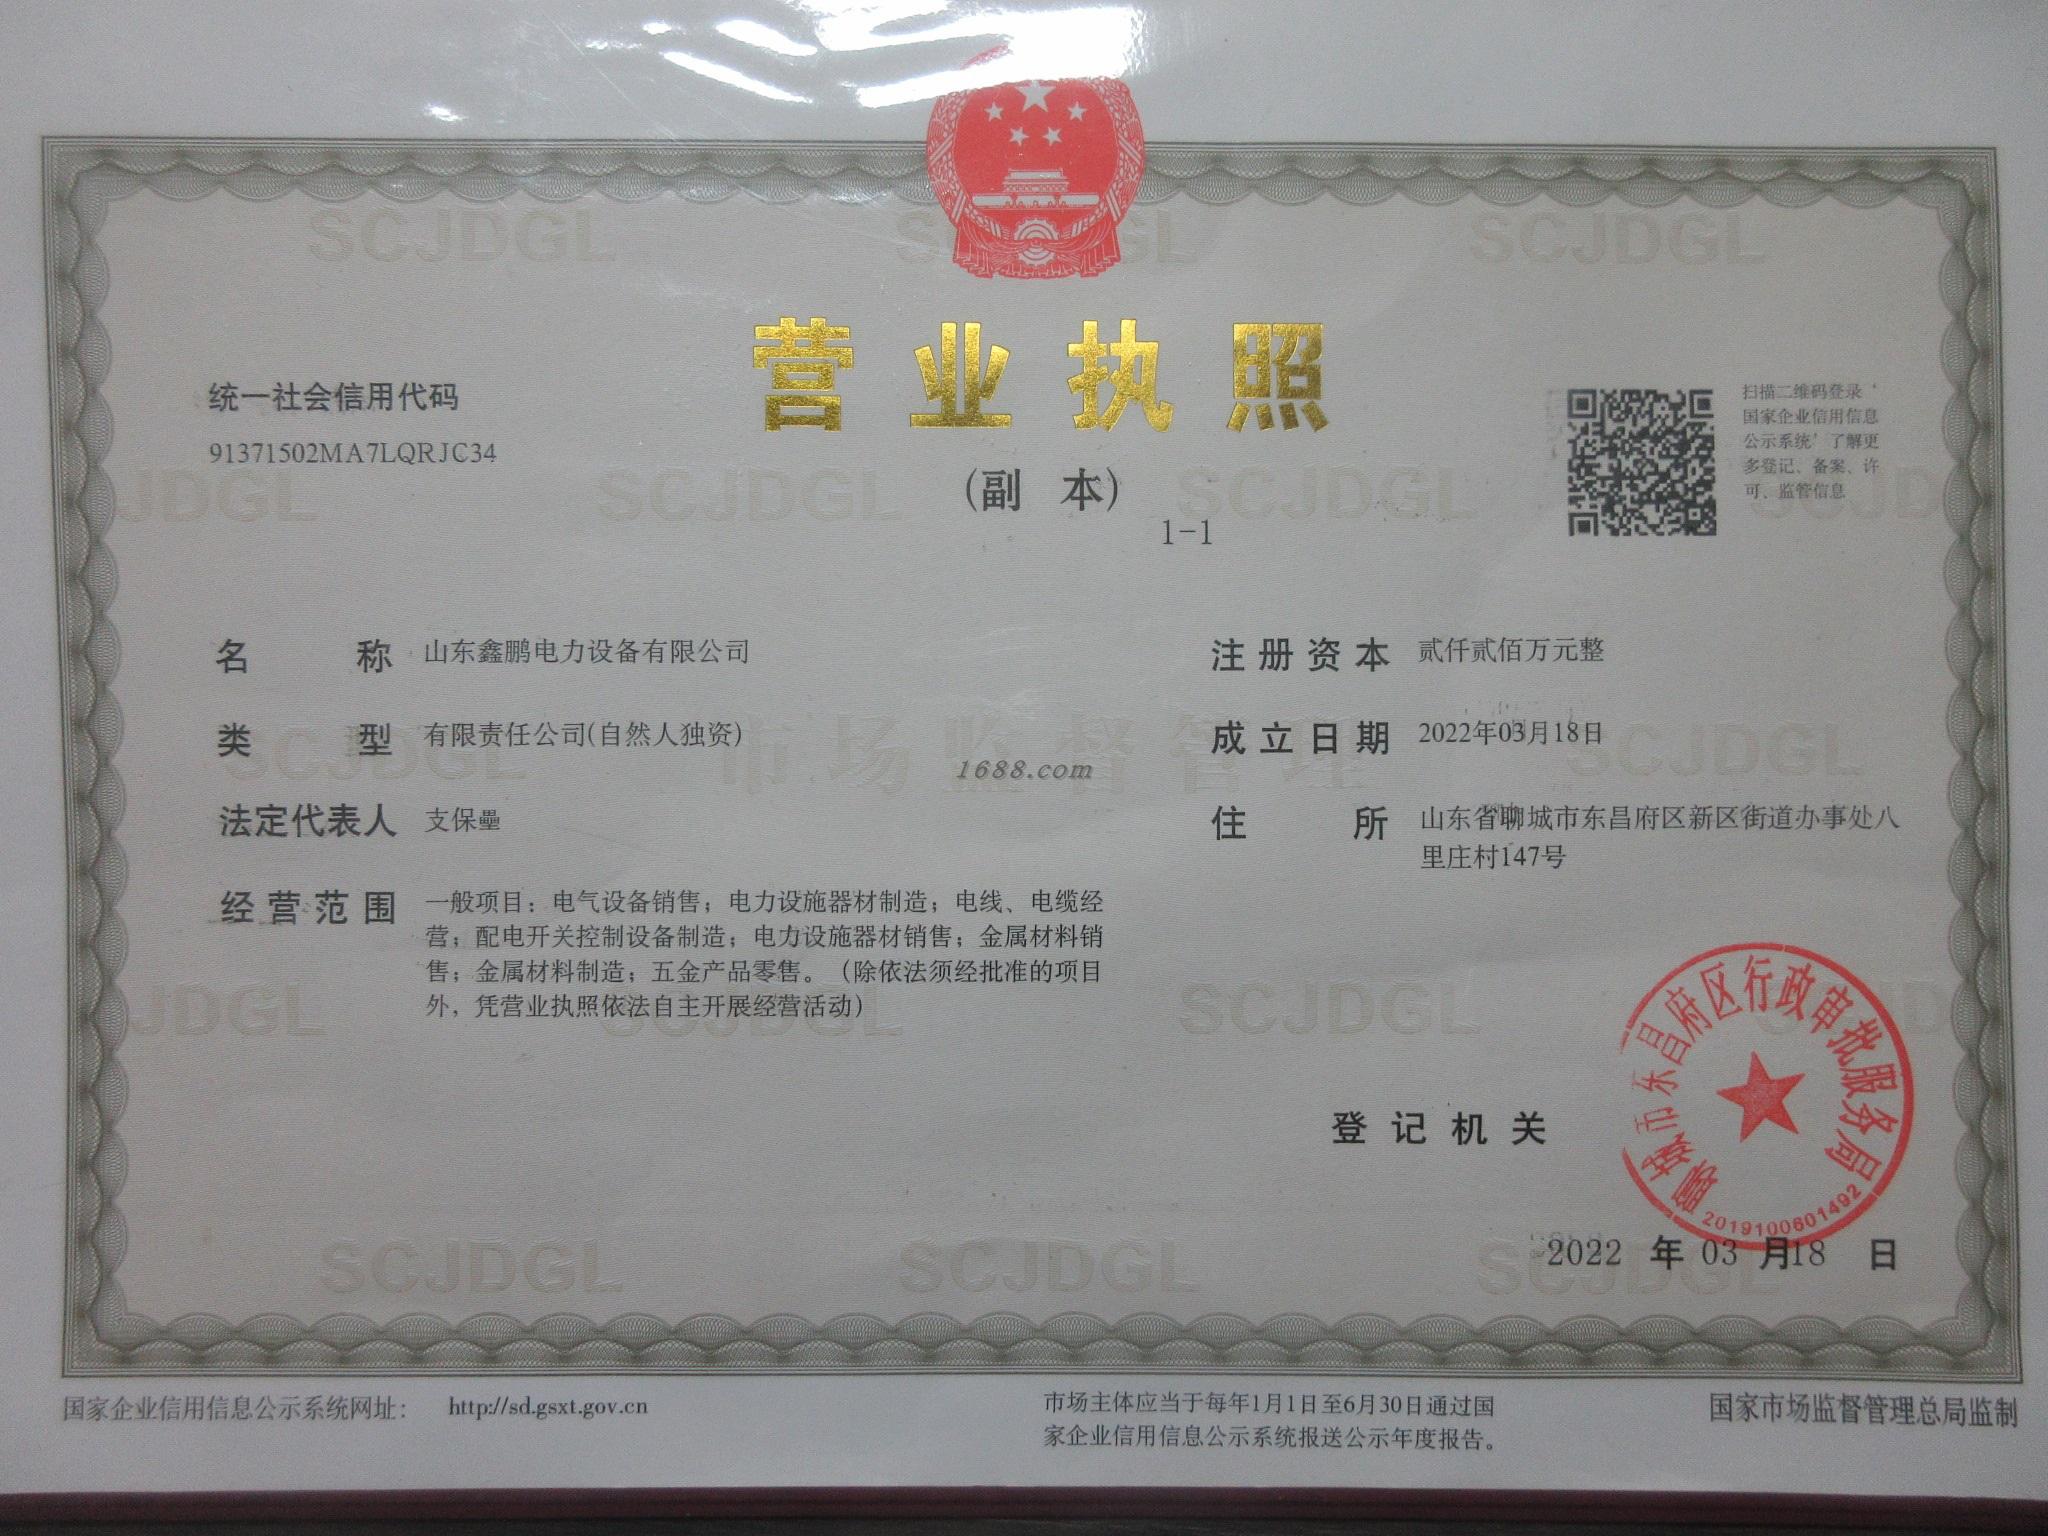 营业执照
(副 本)
1-1
统一社会信用代码
91371502MA7LQRJC34
扫描二维码登录‘
国家企业信用信息
公示系统’了解更
多登记、备案、许
可、监管信息
名 称 山东鑫鹏电力设备有限公司
类 型 有限责任公司(自然人独资)
法定代表人 支保壘
经营范围 一般项目：电气设备销售；电力设施器材制造；电线、电缆经
营；配电开关控制设备制造；电力设施器材销售；金属材料销
售；金属材料制造；五金产品零售。（除依法须经批准的项目
外，凭营业执照依法自主开展经营活动）
注册资本 贰仟贰佰万元整
成立日期 2022年03月18日
住 所 山东省聊城市东昌府区新区街道办事处八
里庄村147号
1688.com
市场监督管理
SCJDGL
登记机关
聊城市东昌府区行政审批服务局
2019100601492
2022 年 03 月18 日
国家企业信用信息公示系统网址： http://sd.gsxt.gov.cn
市场主体应当于每年1月1日至6月30日通过国
家企业信用信息公示系统报送公示年度报告。
国家市场监督管理总局监制